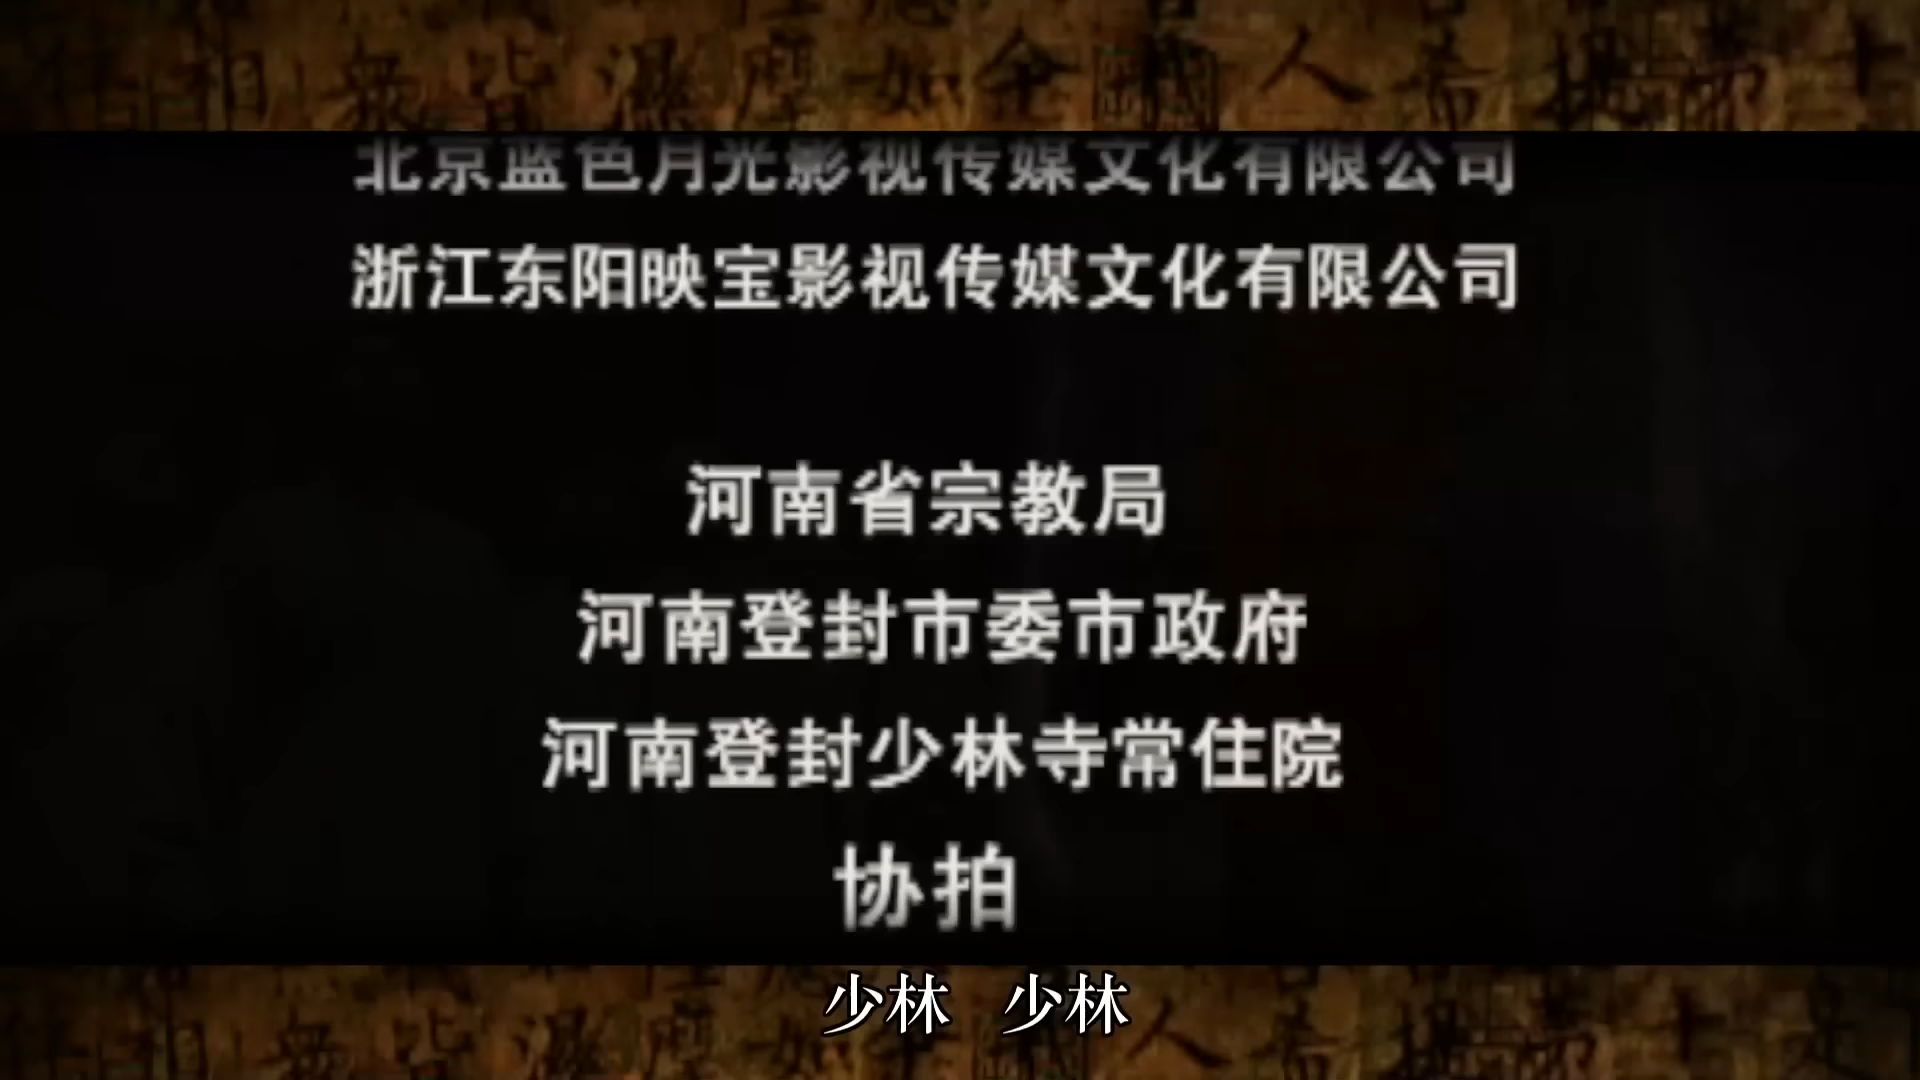 北京蓝色月光影视传媒文化有限公司
浙江东阳映宝影视传媒文化有限公司
河南省宗教局
河南登封市委市政府
河南登封少林寺常住院
协拍
少林 少林